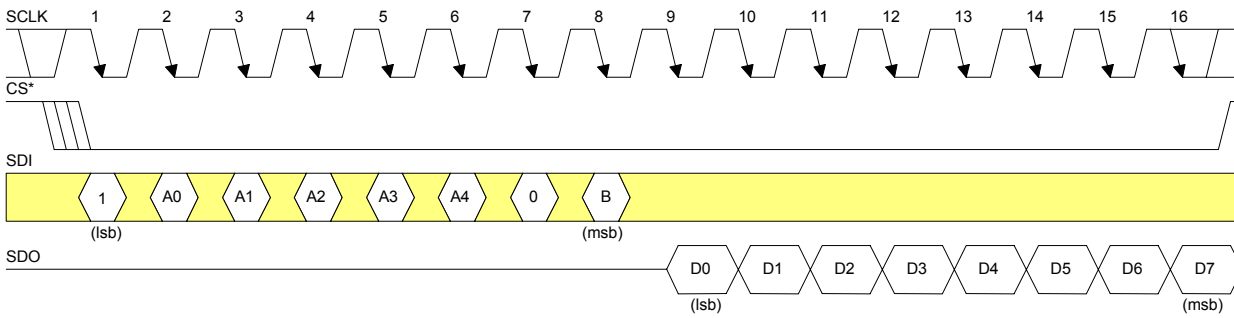 SCLK 1 2 3 4 5 6 7 8 9 10 11 12 13 14 15 16
CS*
SDI
1 A0 A1 A2 A3 A4 0 B
(lsb) (msb)
SDO
D0 D1 D2 D3 D4 D5 D6 D7
(lsb) (msb)